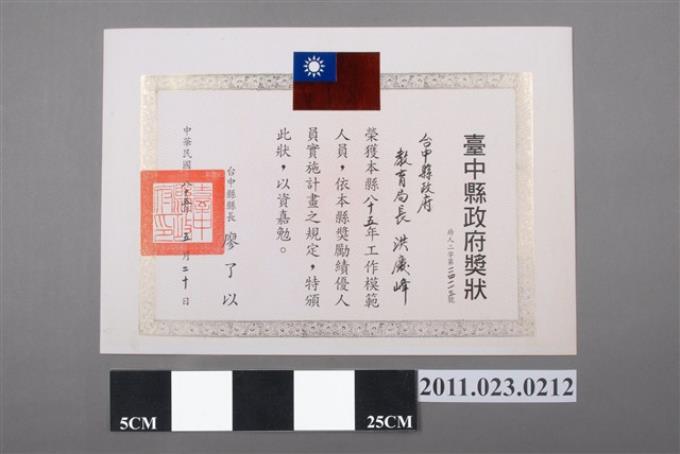 臺中縣政府獎狀
台中縣政府
教育局長 洪慶峰
榮獲本縣八十五年工作模範
人員，依本縣獎勵績優人
員實施計畫之規定，特頒
此狀，以資嘉勉。
台中縣縣長 廖了以
中華民國八十五年五月二十日
2011.023.0212
5CM
25CM